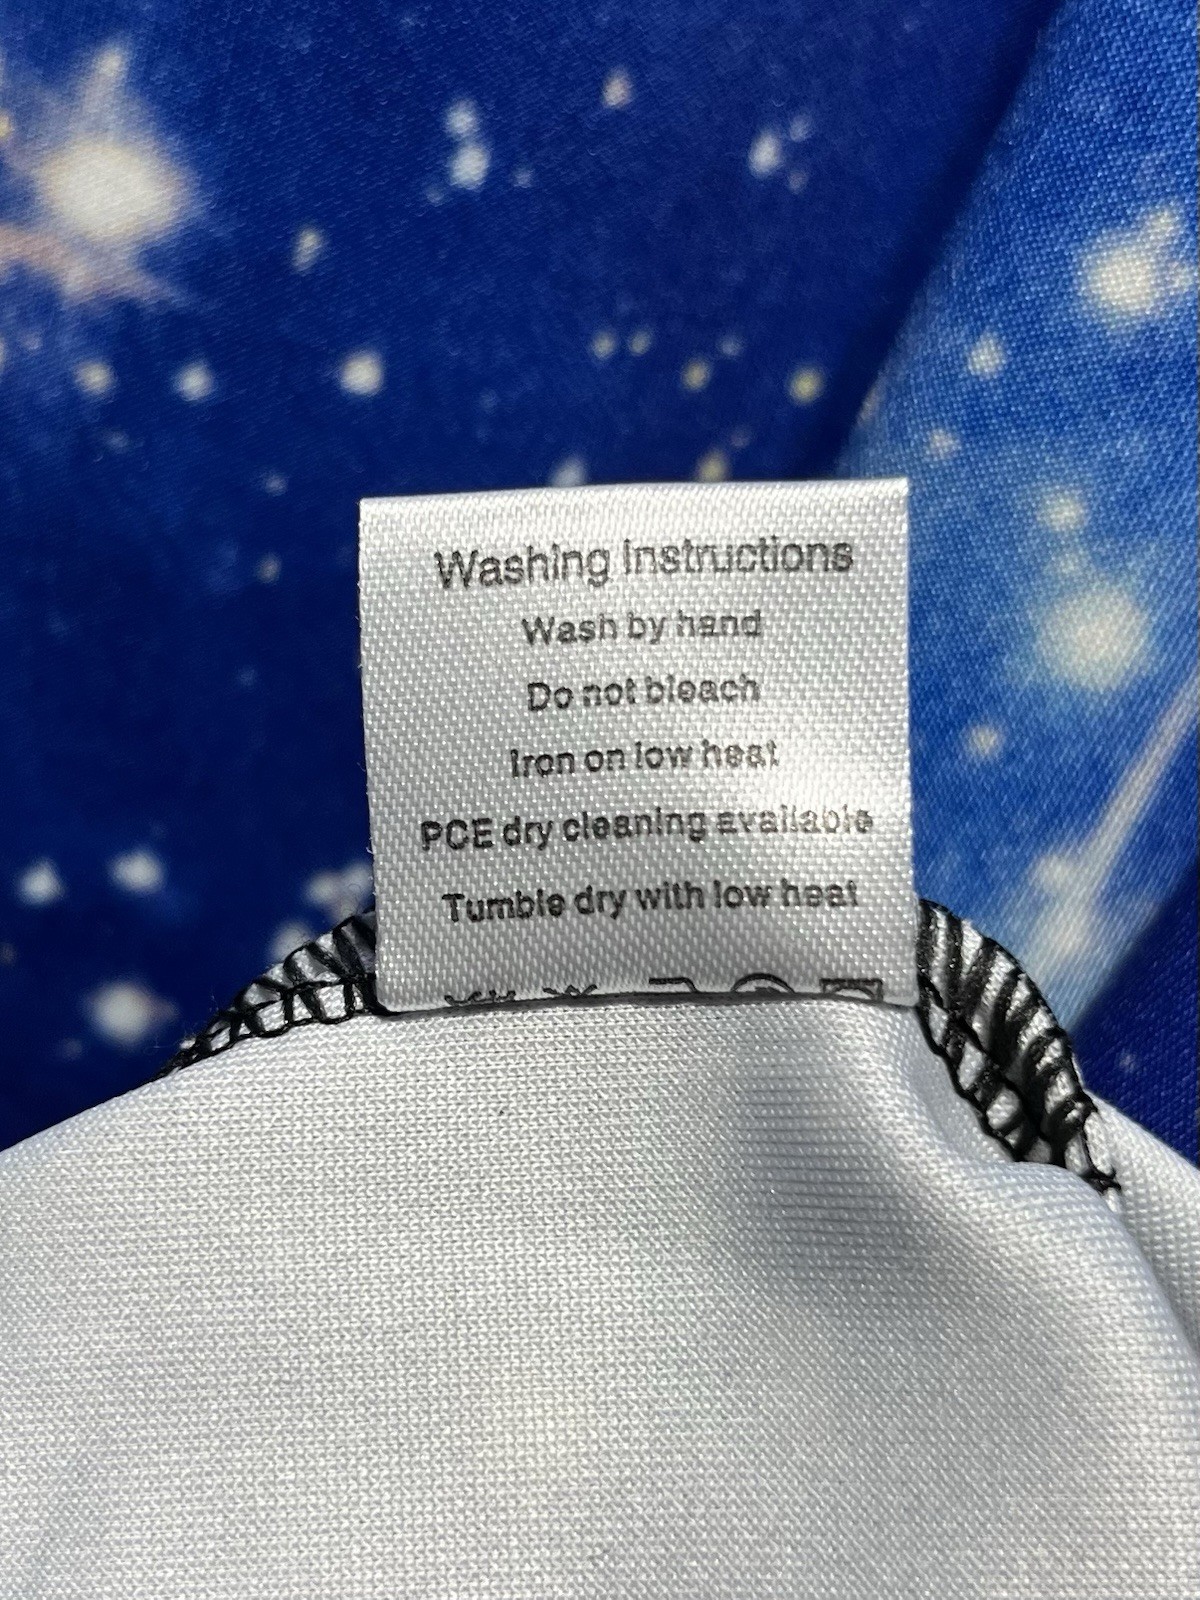 Washing instructions
Wash by hand
Do not bleach
Iron on low heat
PCE dry cleaning available
Tumble dry with low heat